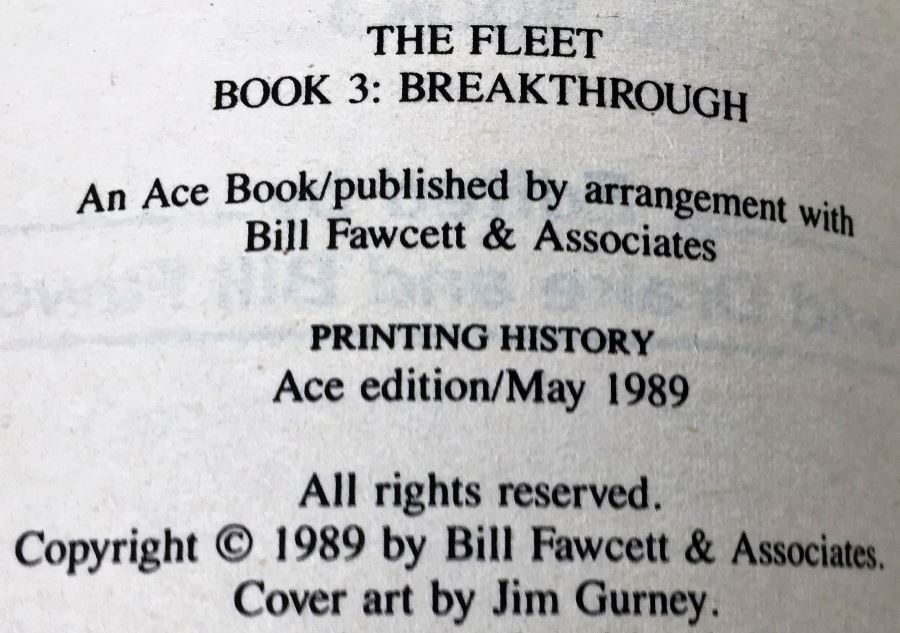 THE FLEET
BOOK 3: BREAKTHROUGH
An Ace Book/published by arrangement with
Bill Fawcett & Associates
PRINTING HISTORY
Ace edition/May 1989
All rights reserved.
Copyright © 1989 by Bill Fawcett & Associates.
Cover art by Jim Gurney.